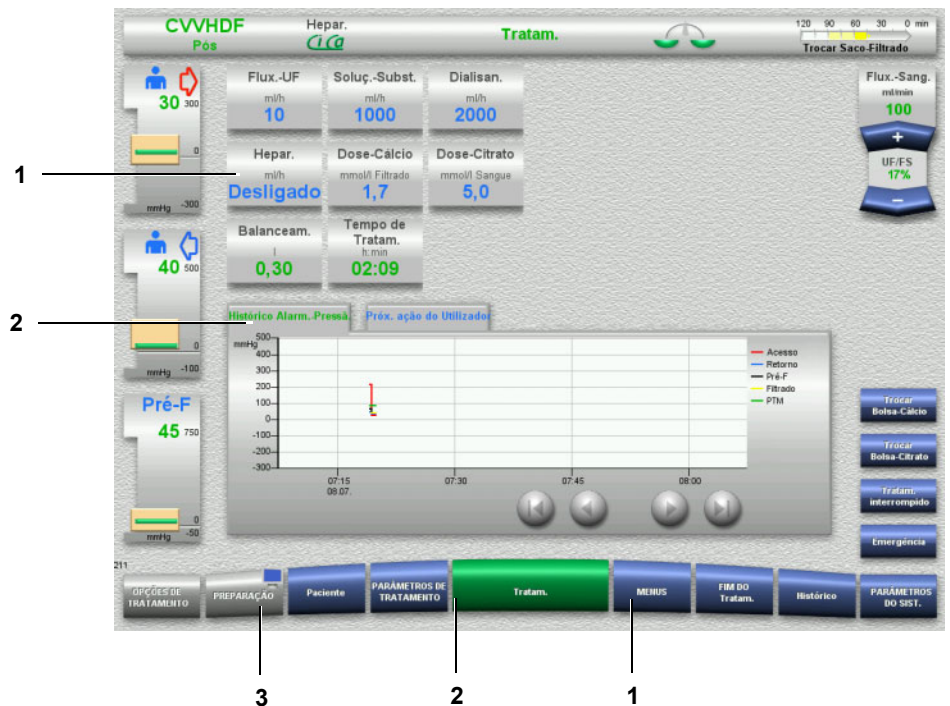 CVVHDF
Pós
Hepar.
CiCa
Tratam.
120 90 60 30 0 min
Trocar Saco-Filtrado
30
300
0
-300
mmHg
40
500
0
-100
mmHg
Pré-F
45
750
0
-50
mmHg
Flux.-UF
ml/h
10
Soluç.-Subst.
ml/h
1000
Dialisan.
ml/h
2000
Hepar.
ml/h
Desligado
Dose-Cálcio
mmol/l Filtrado
1,7
Dose-Citrato
mmol/l Sangue
5,0
Balanceam.
l
0,30
Tempo de
Tratam.
h:min
02:09
Flux.-Sang.
ml/min
100
+
UF/FS
17%
−
1
2
Histórico Alarm.-Pressã.
Próx. ação do Utilizador
mmHg
500
400
300
200
100
0
-100
-200
-300
07:15
08.07.
07:30
07:45
08:00
Acesso
Retorno
Pré-F
Filtrado
PTM
Trocar
Bolsa-Cálcio
Trocar
Bolsa-Citrato
Tratam.
interrompido
Emergência
211
OPÇÕES DE
TRATAMENTO
PREPARAÇÃO
Paciente
PARÂMETROS DE
TRATAMENTO
Tratam.
MENUS
FIM DO
Tratam.
Histórico
PARÂMETROS
DO SIST.
3
2
1